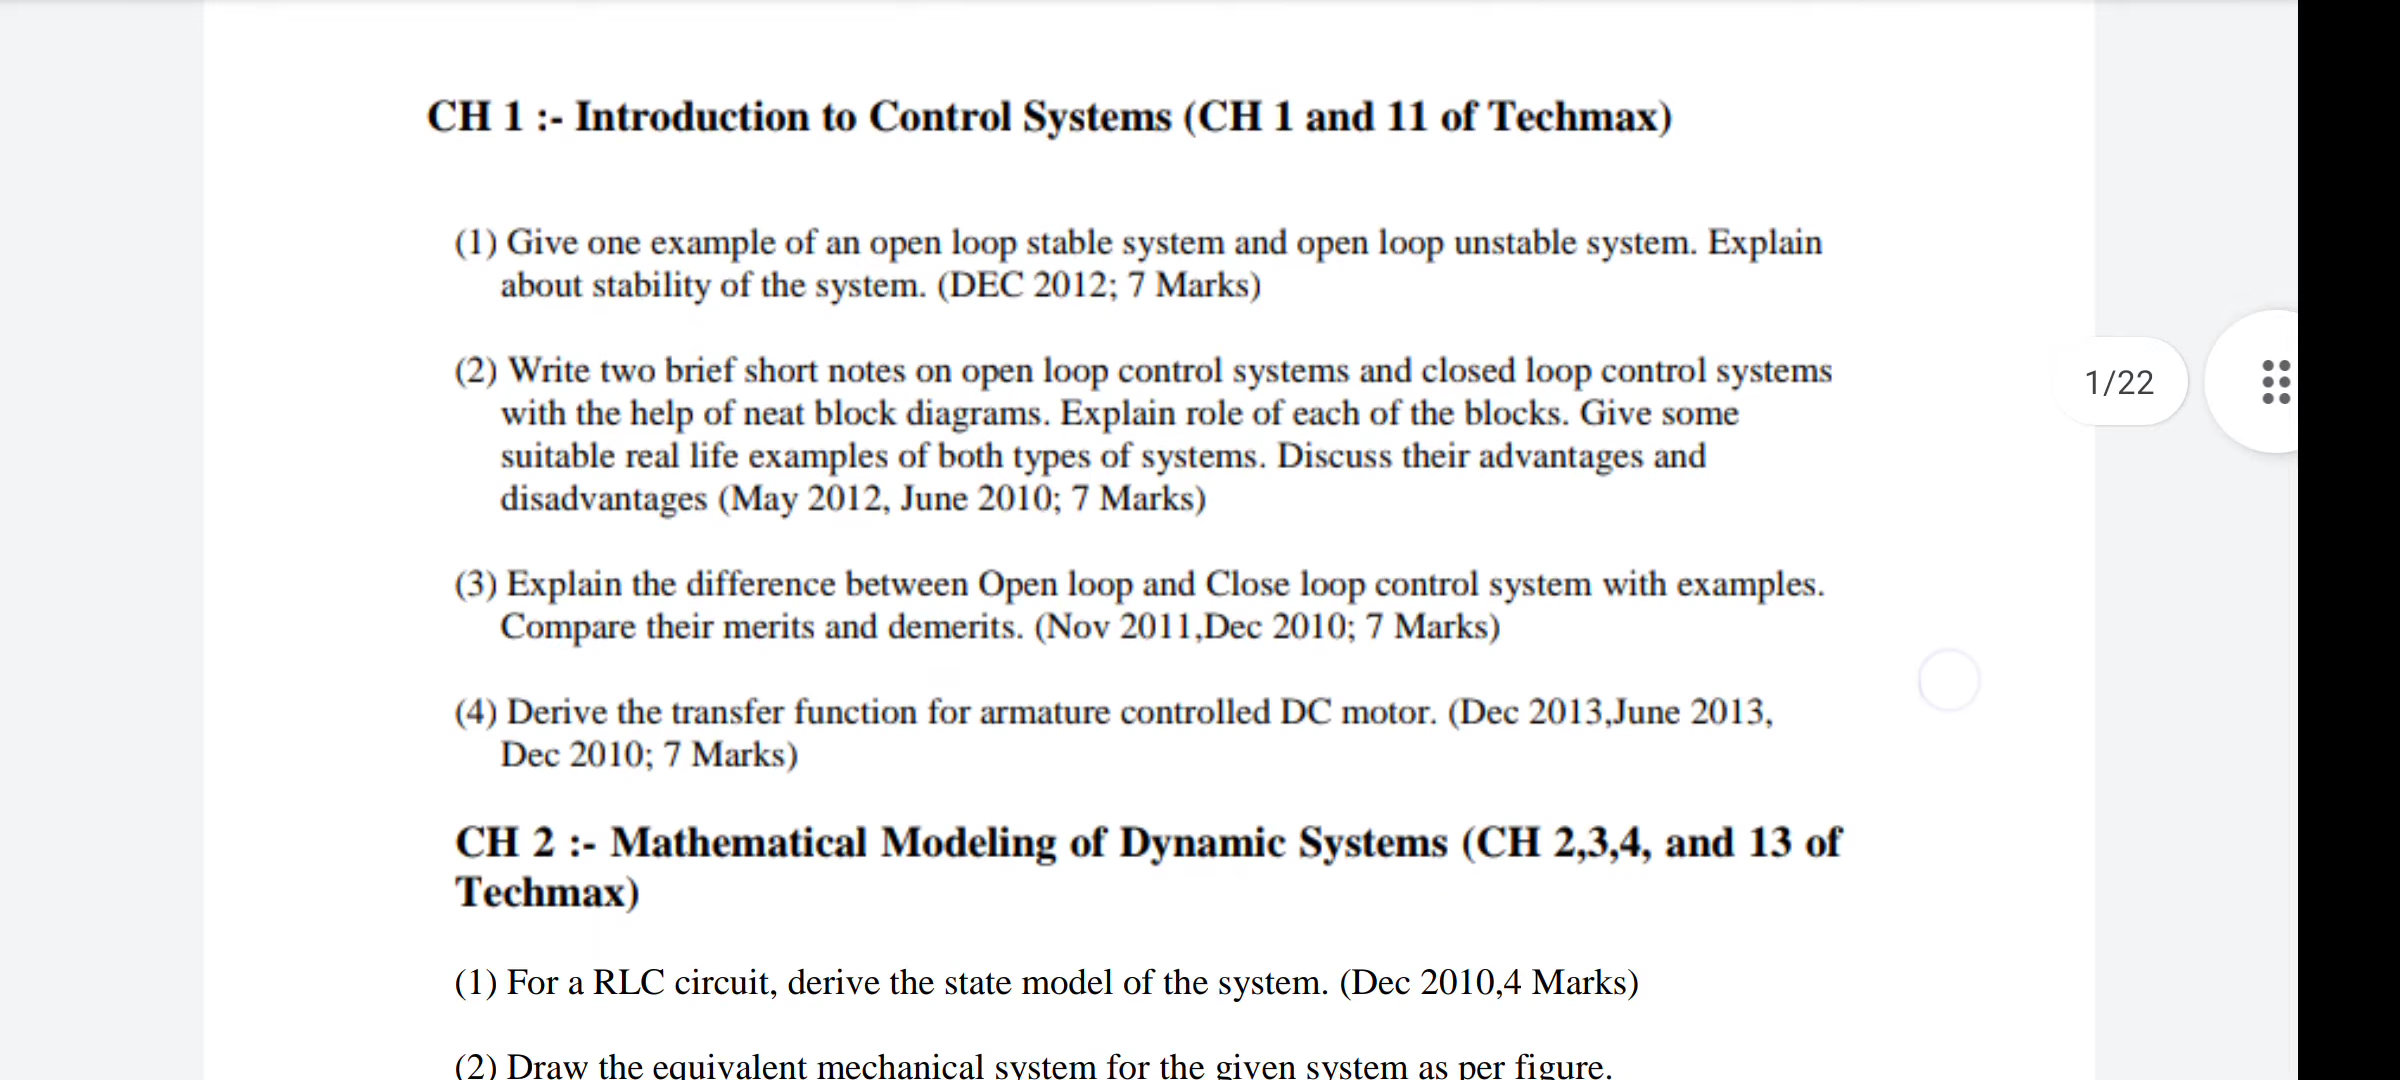 CH 1 :- Introduction to Control Systems (CH 1 and 11 of Techmax)
(1) Give one example of an open loop stable system and open loop unstable system. Explain
about stability of the system. (DEC 2012; 7 Marks)
(2) Write two brief short notes on open loop control systems and closed loop control systems
with the help of neat block diagrams. Explain role of each of the blocks. Give some
suitable real life examples of both types of systems. Discuss their advantages and
disadvantages (May 2012, June 2010; 7 Marks)
1/22
(3) Explain the difference between Open loop and Close loop control system with examples.
Compare their merits and demerits. (Nov 2011,Dec 2010; 7 Marks)
(4) Derive the transfer function for armature controlled DC motor. (Dec 2013,June 2013,
Dec 2010; 7 Marks)
CH 2 :- Mathematical Modeling of Dynamic Systems (CH 2,3,4, and 13 of
Techmax)
(1) For a RLC circuit, derive the state model of the system. (Dec 2010,4 Marks)
(2) Draw the equivalent mechanical system for the given system as per figure.